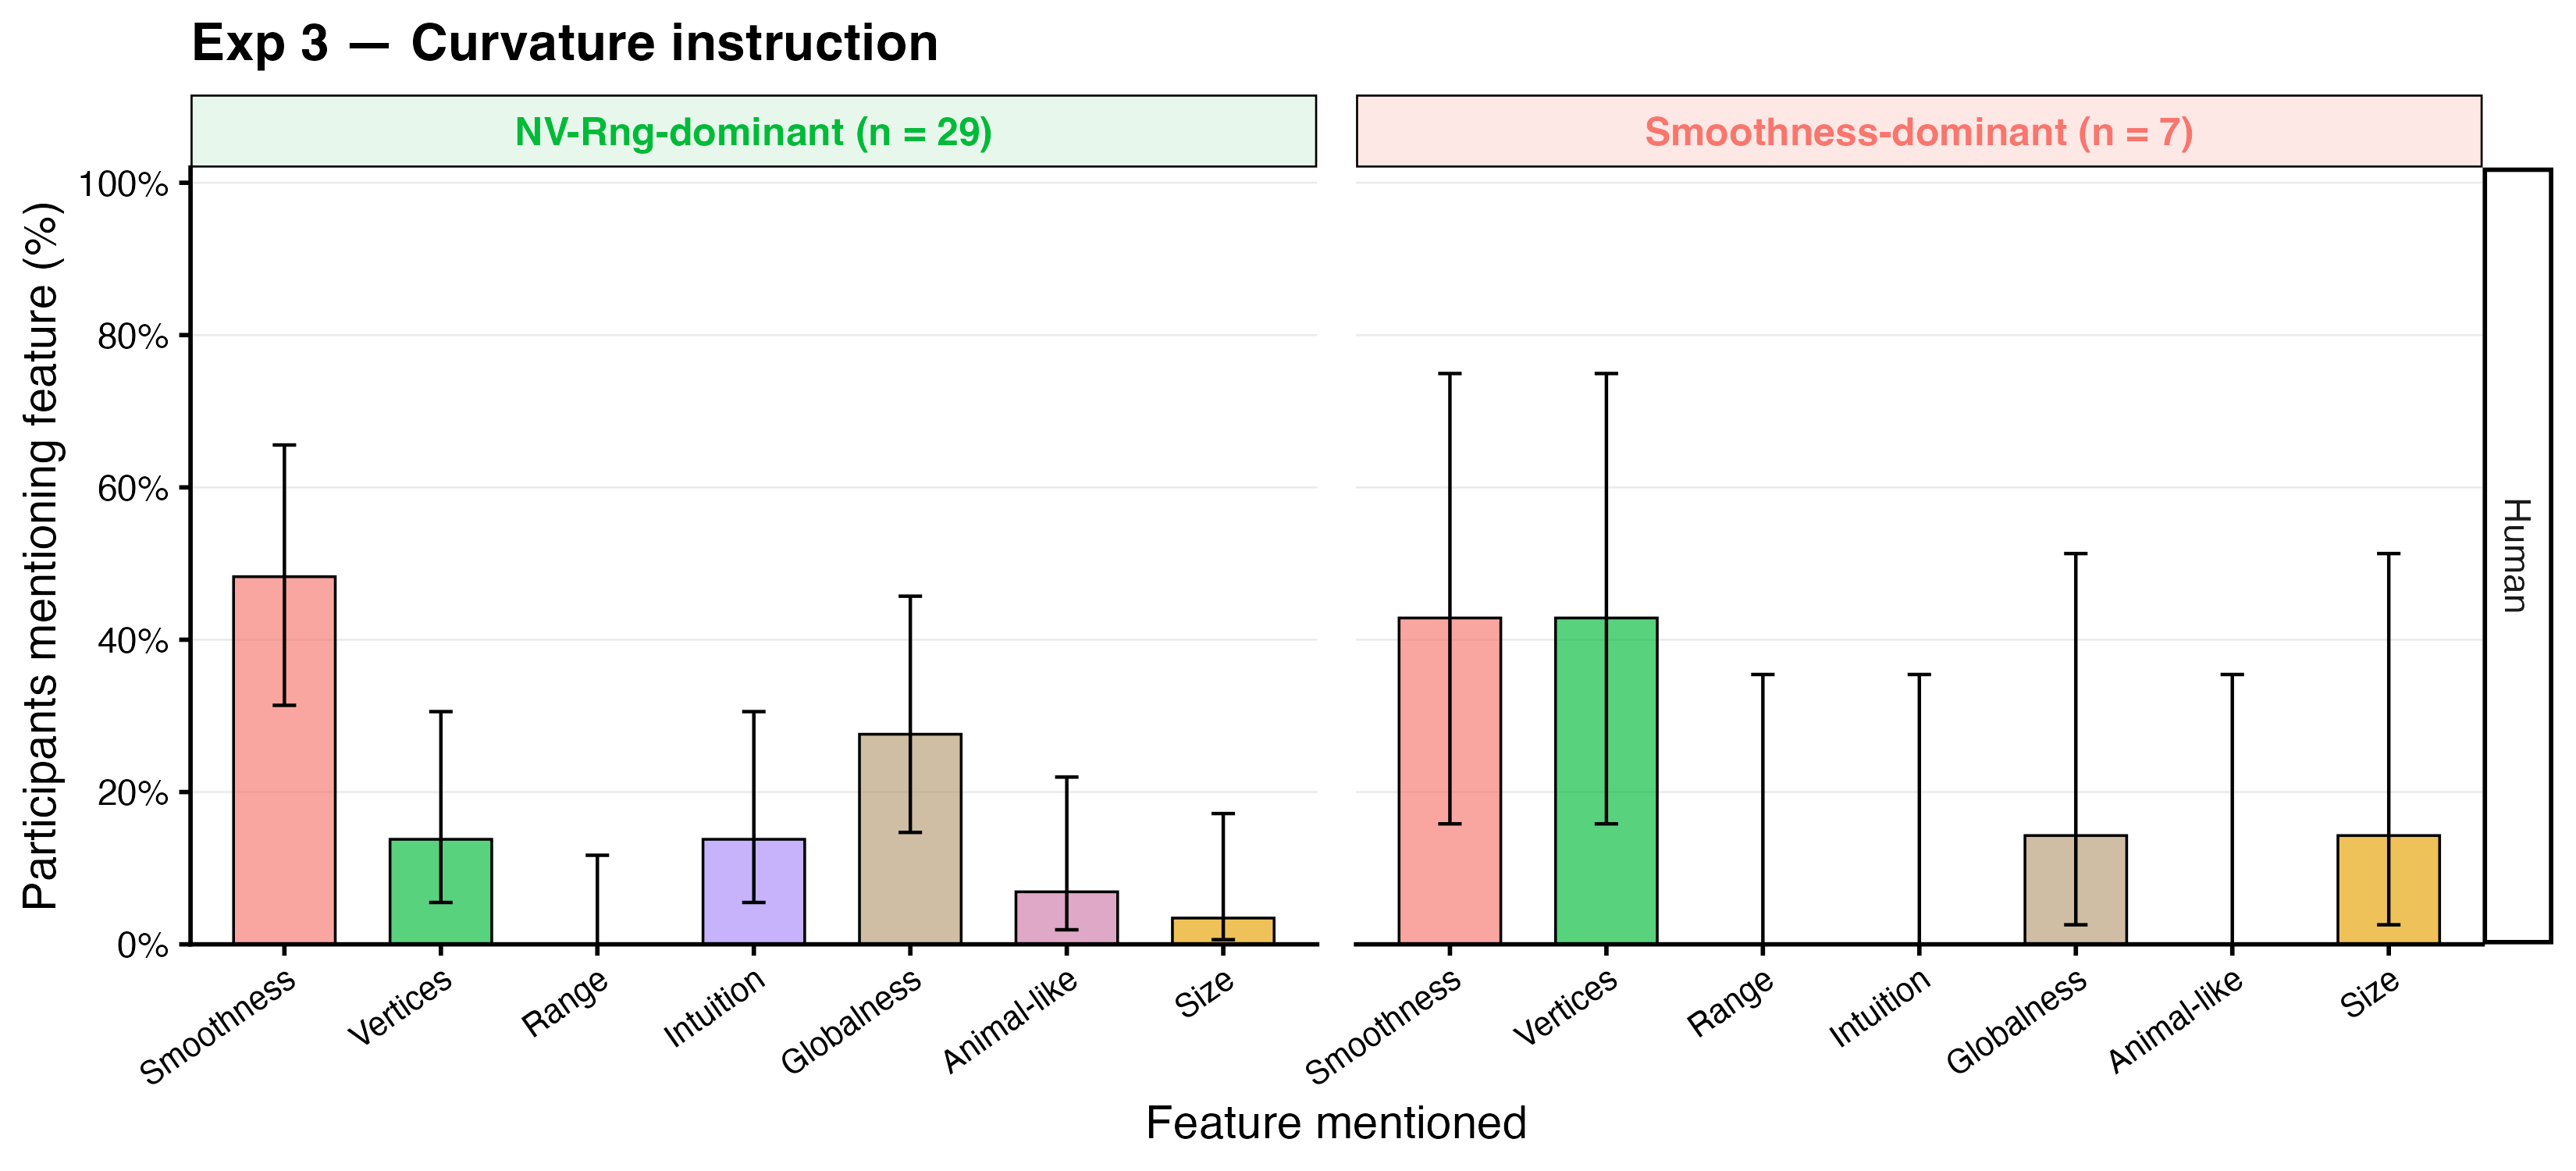 Exp 3 — Curvature instruction
NV-Rng-dominant (n = 29)
Smoothness-dominant (n = 7)
Participants mentioning feature (%)
100%
80%
60%
40%
20%
0%
Human
Smoothness
Vertices
Range
Intuition
Globalness
Animal-like
Size
Smoothness
Vertices
Range
Intuition
Globalness
Animal-like
Size
Feature mentioned